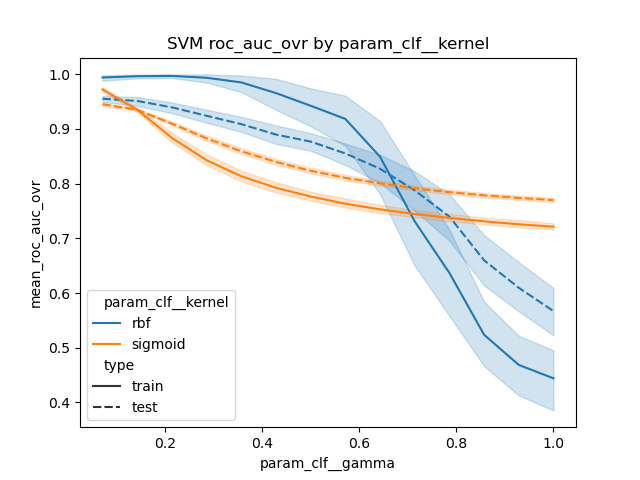 SVM roc_auc_ovr by param_clf__kernel
mean_roc_auc_ovr
1.0
0.9
0.8
0.7
0.6
0.5
0.4
param_clf__kernel
rbf
sigmoid
type
train
test
0.2 0.4 0.6 0.8 1.0
param_clf__gamma